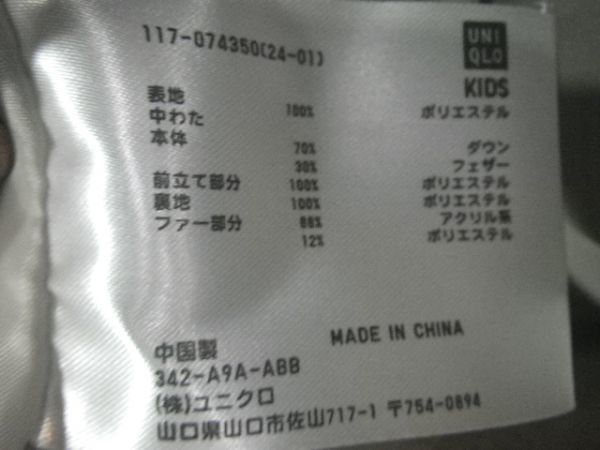 117-074350(24-01)
UNI
QLO
KIDS
表地 100% ポリエステル
中わた
本体 70% ダウン
30% フェザー
前立て部分 100% ポリエステル
裏地 100% ポリエステル
ファー部分 88% アクリル系
12% ポリエステル
MADE IN CHINA
中国製
342-A9A-ABB
(株)ユニクロ
山口県山口市佐山717-1 〒754-0894